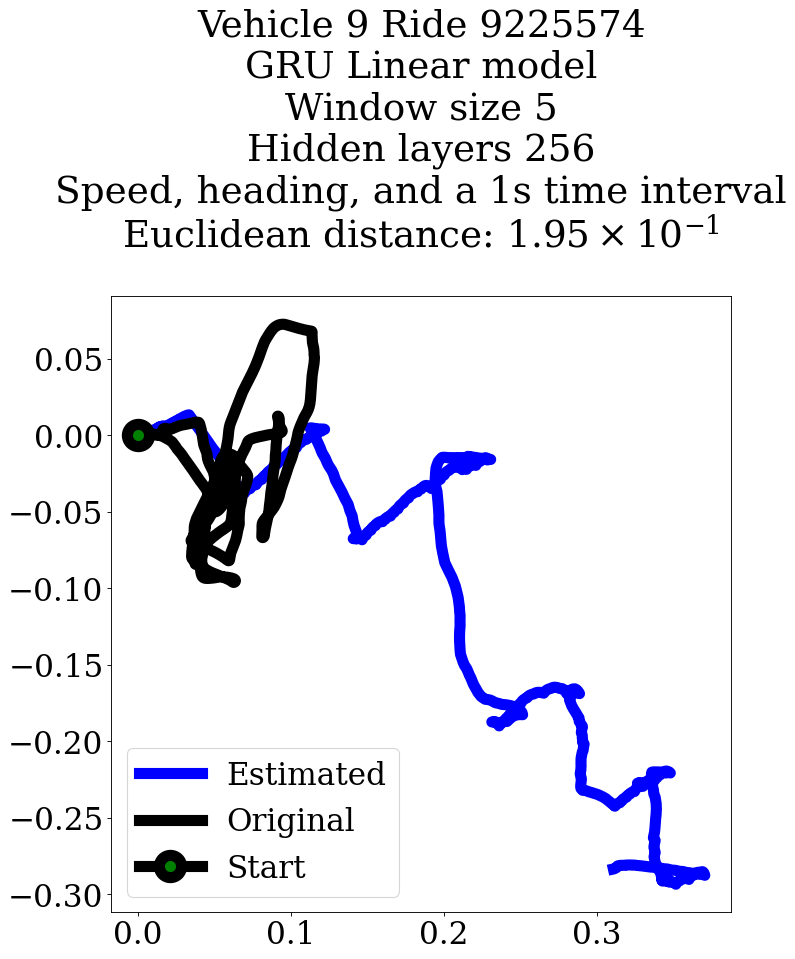 Vehicle 9 Ride 9225574
GRU Linear model
Window size 5
Hidden layers 256
Speed, heading, and a 1s time interval
Euclidean distance: 1.95 × 10⁻¹
0.05
0.00
−0.05
−0.10
−0.15
−0.20
−0.25
−0.30
Estimated
Original
Start
0.0 0.1 0.2 0.3